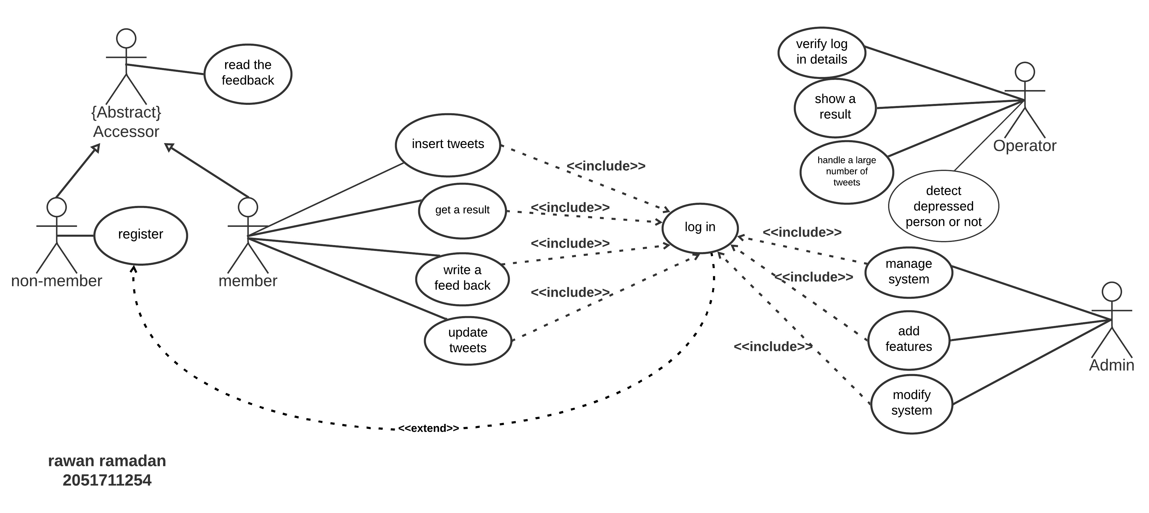 read the
feedback
{Abstract}
Accessor
non-member
register
member
insert tweets
get a result
write a
feed back
update
tweets
<<include>>
<<include>>
<<include>>
<<include>>
log in
<<extend>>
verify log
in details
show a
result
handle a large
number of
tweets
detect
depressed
person or not
Operator
<<include>>
<<include>>
<<include>>
manage
system
add
features
modify
system
Admin
rawan ramadan
2051711254